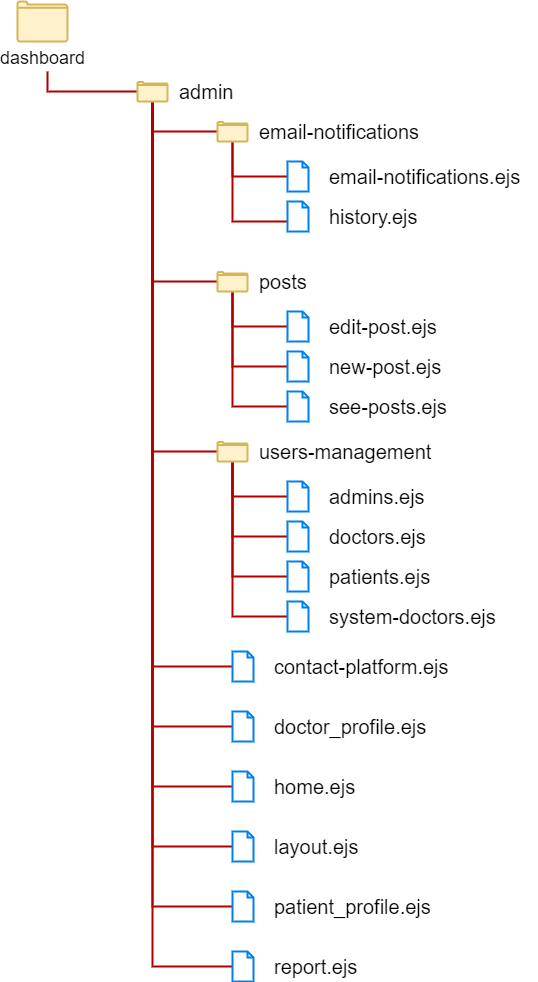 dashboard
admin
email-notifications
email-notifications.ejs
history.ejs
posts
edit-post.ejs
new-post.ejs
see-posts.ejs
users-management
admins.ejs
doctors.ejs
patients.ejs
system-doctors.ejs
contact-platform.ejs
doctor_profile.ejs
home.ejs
layout.ejs
patient_profile.ejs
report.ejs